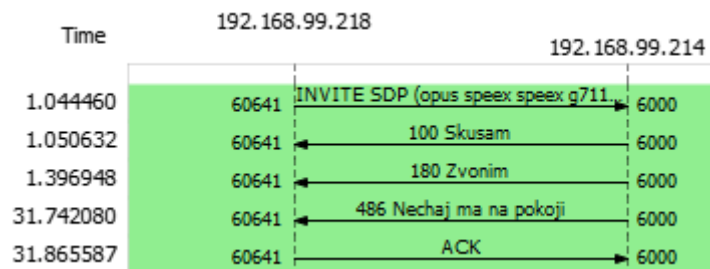 192.168.99.218
Time
192.168.99.214
1.044460 60641 INVITE SDP (opus speex speex g711... 6000
1.050632 60641 100 Skusam 6000
1.396948 60641 180 Zvonim 6000
31.742080 60641 486 Nechaj ma na pokoji 6000
31.865587 60641 ACK 6000